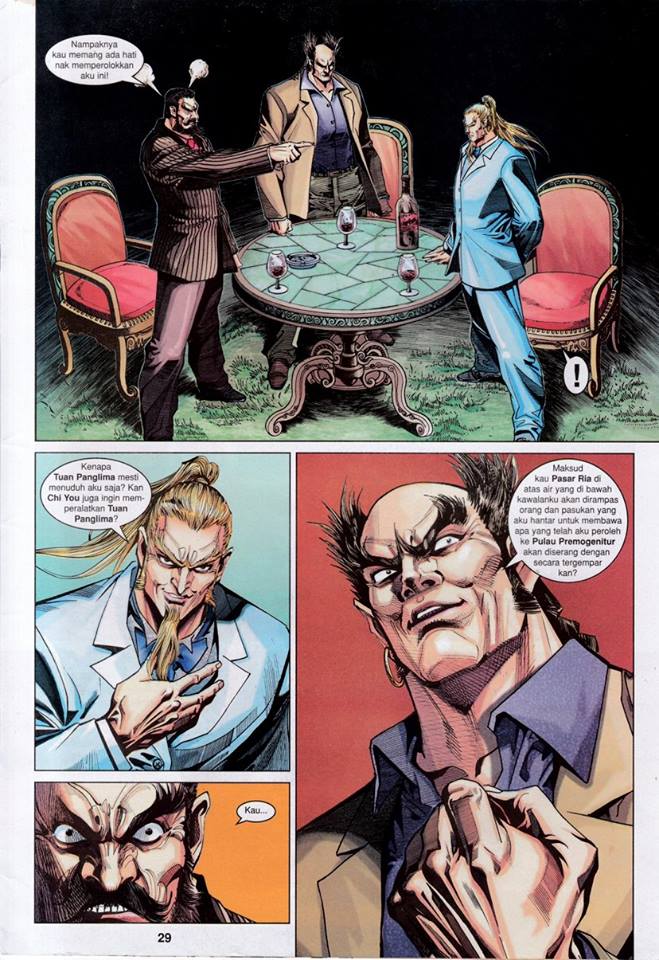 Nampaknya
kau memang ada hati
nak memperolokkan
aku ini!
!
Kenapa
Tuan Panglima mesti
menuduh aku saja? Kan
Chi You juga ingin mem-
peralatkan Tuan
Panglima?
Maksud
kau Pasar Ria di
atas air yang di bawah
kawalanku akan dirampas
orang dan pasukan yang
aku hantar untuk membawa
apa yang telah aku peroleh
ke Pulau Premogenitur
akan diserang dengan
secara tergempar
kan?
Kau...
29